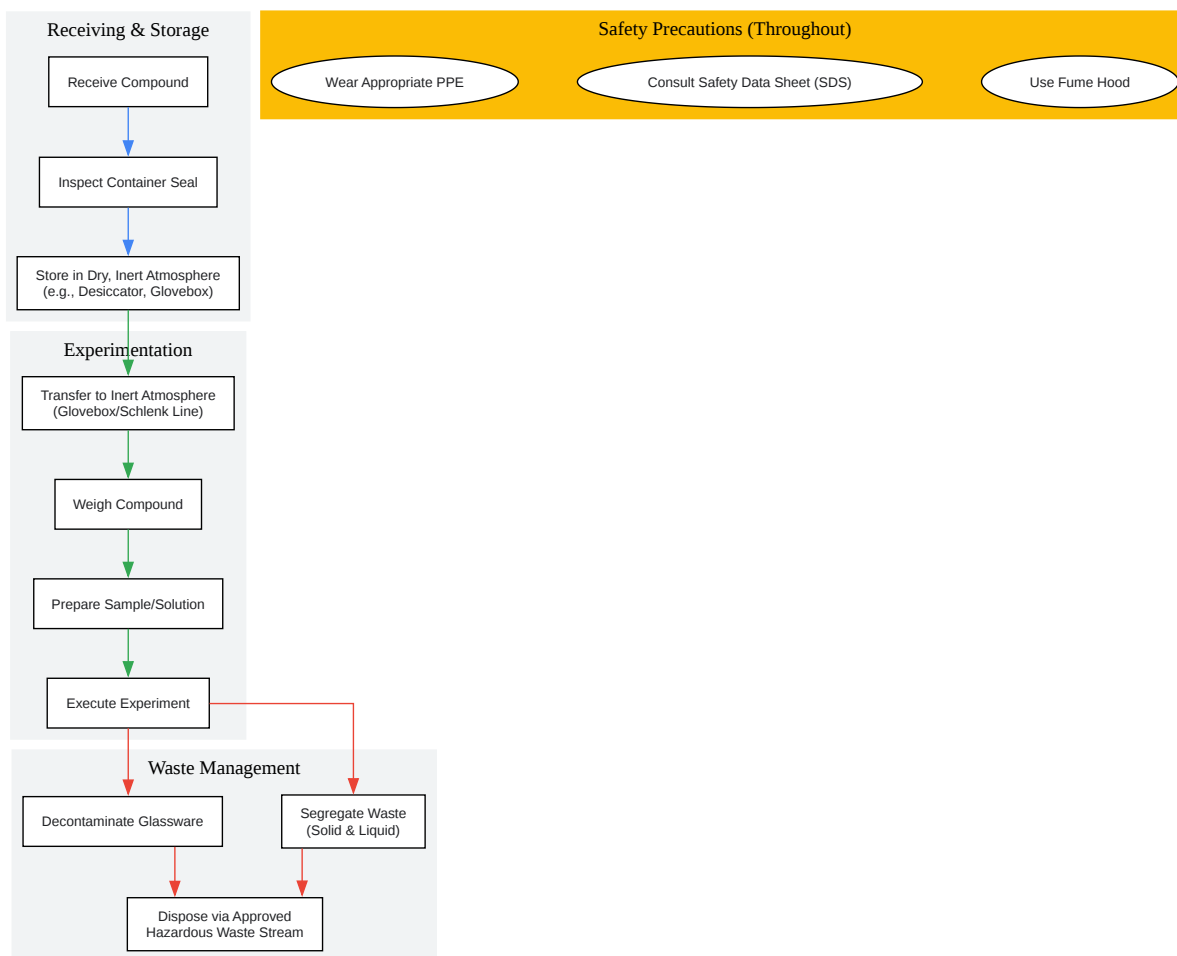 Receiving & Storage
Receive Compound
Inspect Container Seal
Store in Dry, Inert Atmosphere
(e.g., Desiccator, Glovebox)
Safety Precautions (Throughout)
Wear Appropriate PPE
Consult Safety Data Sheet (SDS)
Use Fume Hood
Experimentation
Transfer to Inert Atmosphere
(Glovebox/Schlenk Line)
Weigh Compound
Prepare Sample/Solution
Execute Experiment
Waste Management
Decontaminate Glassware
Segregate Waste
(Solid & Liquid)
Dispose via Approved
Hazardous Waste Stream